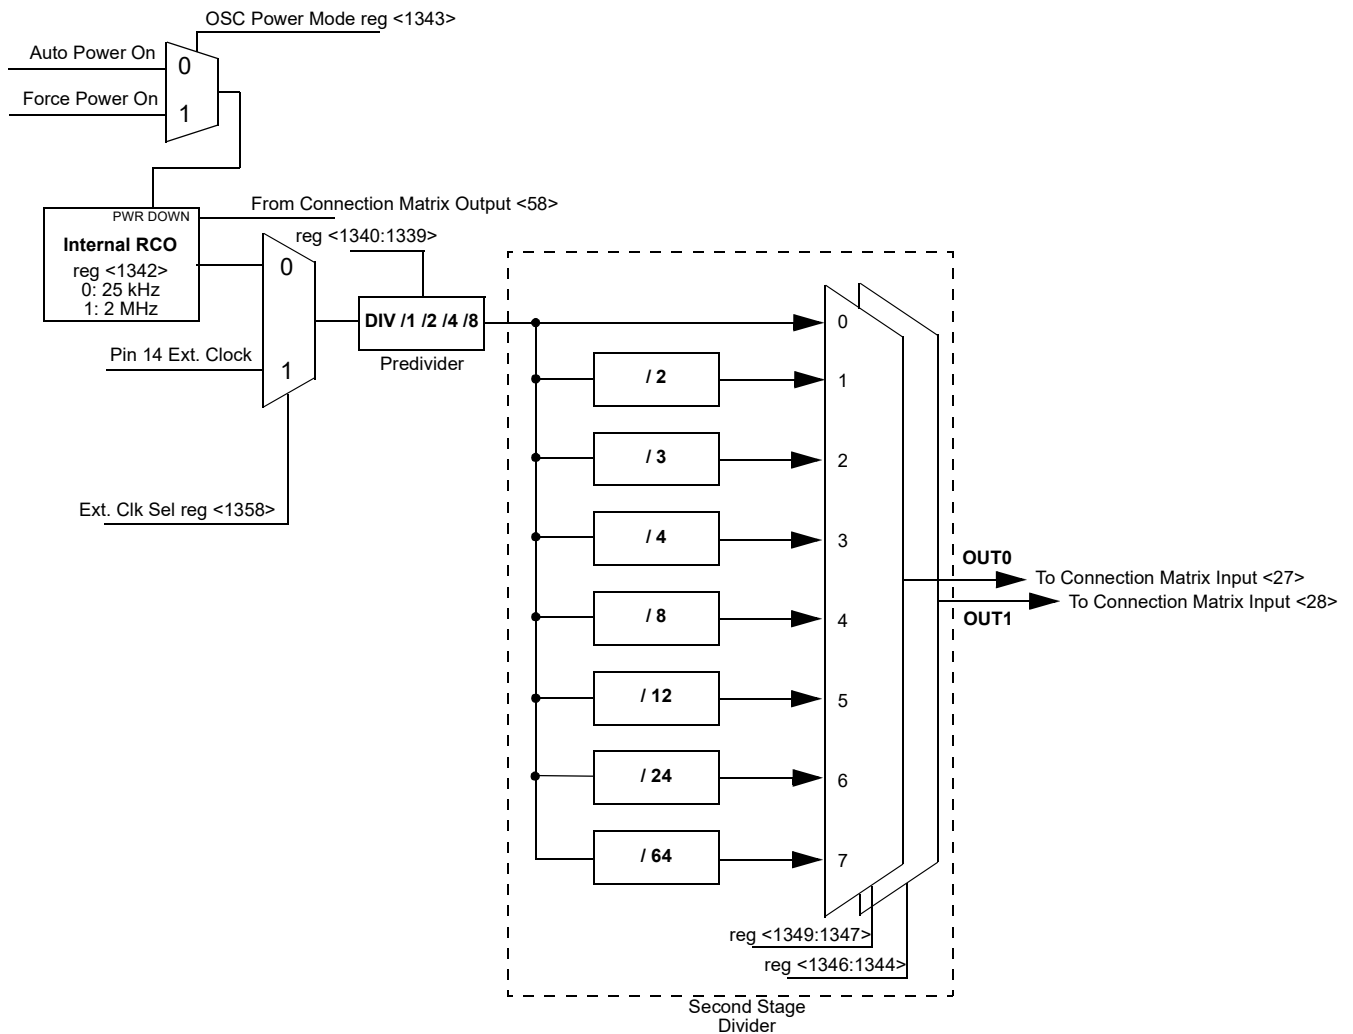 OSC Power Mode reg <1343>
Auto Power On
0
Force Power On
1
From Connection Matrix Output <58>
PWR DOWN
reg <1340:1339>
Internal RCO
reg <1342>
0: 25 kHz
1: 2 MHz
0
DIV /1 /2 /4 /8
Predivider
Pin 14 Ext. Clock
1
Ext. Clk Sel reg <1358>
0
/ 2
1
/ 3
2
/ 4
3
OUT0
To Connection Matrix Input <27>
To Connection Matrix Input <28>
OUT1
/ 8
4
/ 12
5
/ 24
6
/ 64
7
reg <1349:1347>
reg <1346:1344>
Second Stage
Divider